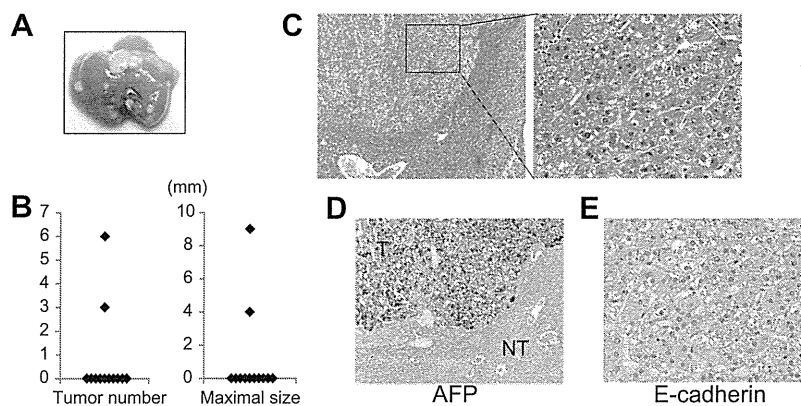 A
B
(mm)
7
6
5
4
3
2
1
0
Tumor number
10
8
6
4
2
0
Maximal size
C
D
T
NT
AFP
E
E-cadherin